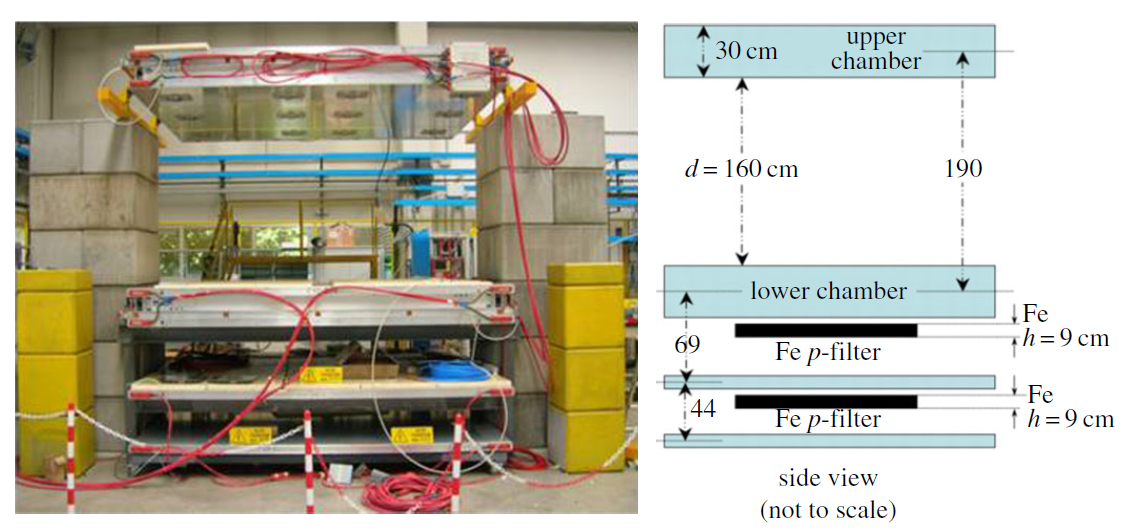 30 cm
upper
chamber
d = 160 cm
190
lower chamber
Fe
h = 9 cm
69
Fe p-filter
Fe
44
h = 9 cm
Fe p-filter
side view
(not to scale)